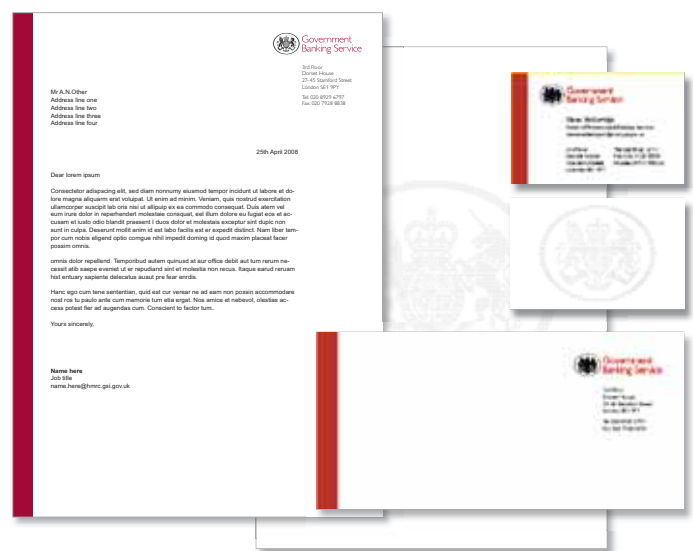 Government
Banking Service
3rd Floor
Dorset House
27-45 Stamford Street
London SE1 9PY
Tel: 020 8929 6797
Fax: 020 7928 8838
Mr A.N.Other
Address line one
Address line two
Address line three
Address line four
25th April 2008
Dear lorem ipsum
Consectetor adipiscing elit, sed diam nonnumy eiusmod tempor incidunt ut labore et do-
lore magna aliquarm erat volupat. Ut enim ad minim. Veniam, quis nostrud exercitation
ullamcorper suscipit lab oris nisi ut allipuip ex ea commodo consequat. Duis atem vel
eum irure dolor in reperhendert molestaie consquat, eel illum dolore eu fugiat eos et ac-
cusam et iusto odio blandit praesent l duos dolor et molestais exceptur sint dupic non
sunt in culpa. Deserunt mollit anim id est labo facilis est er expedit distinct. Nam liber tem-
por cum nobis eligend optio comgue nihil impedit doming id quod maxim placeat facer
possim omnis.
omnis dolor repellend. Temporibud autem quinusd at aur office debit aut tum rerum ne-
cessit atib saepe eveniet ut er repudiand sint et molestia non recus. Itaque earud reruam
hist entuary sapiente delecatus auaut pre fear enrdis.
Hanc ego cum tene sententian, quid est cur verear ne ad eam non possein accommodare
nost ros tu paulo ante cum memorie tum etia ergat. Nos amice et nebevol, olestias ac-
cess potest fier ad augendas cum. Conscient to factor tum..
Yours sincerely,
Name here
Job title
name.here@hmrc.gsi.gov.uk
Government
Banking Service
Government
Banking Service